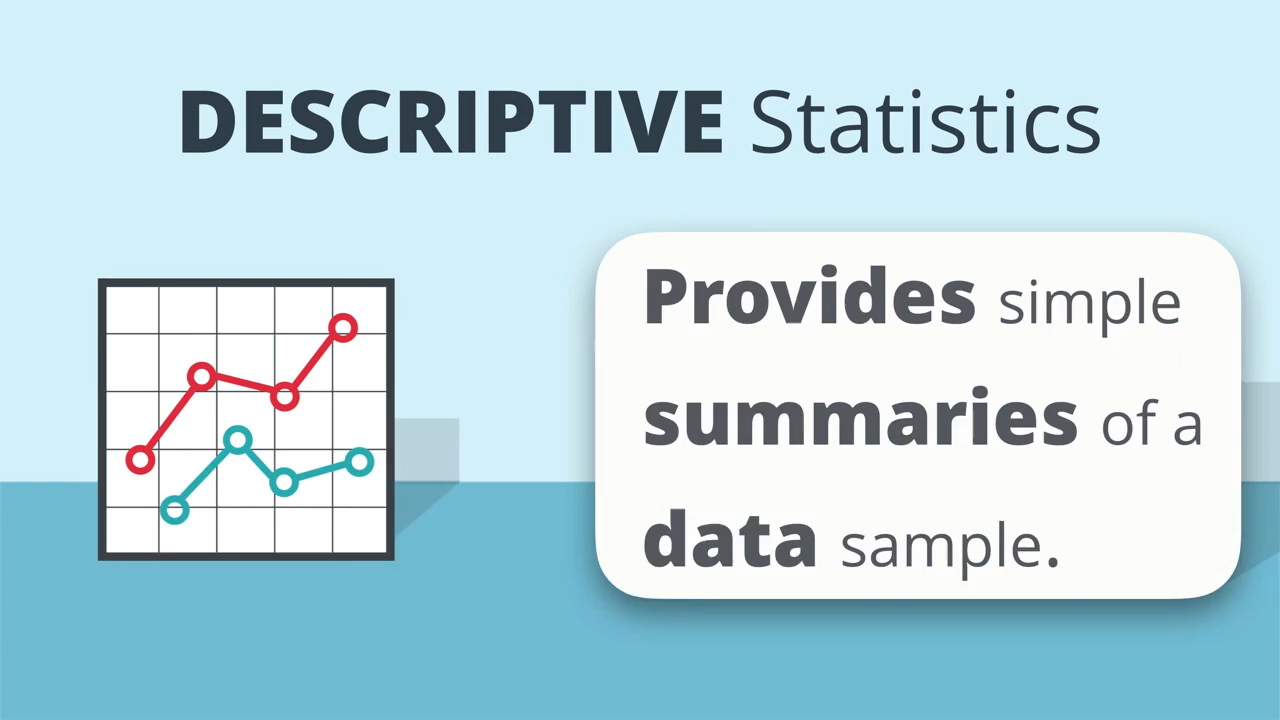 DESCRIPTIVE Statistics
Provides simple
summaries of a
data sample.